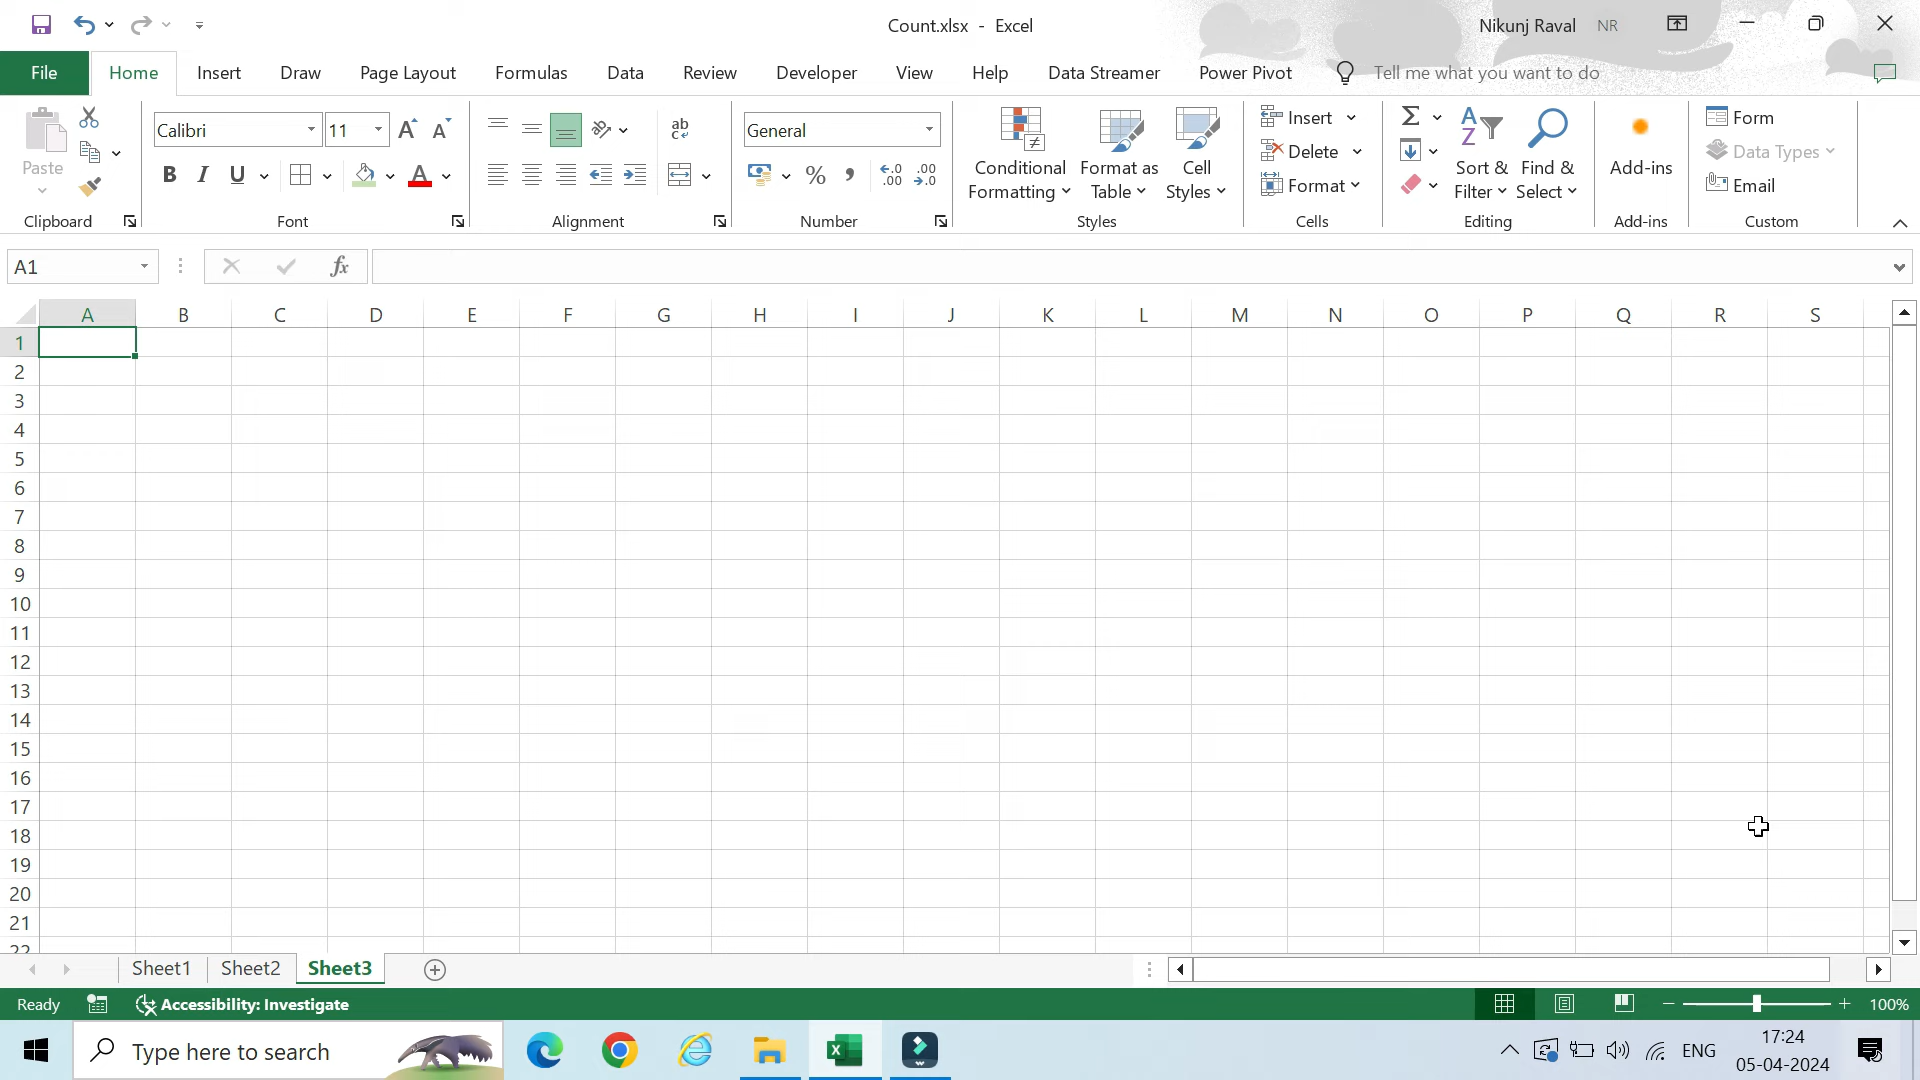 Count.xlsx - Excel
Nikunj Raval NR
File Home Insert Draw Page Layout Formulas Data Review Developer View Help Data Streamer Power Pivot Tell me what you want to do
Paste
Clipboard
Calibri 11
B I U A
Font
ab
c
Alignment
General
% , .00 .00
Number
Conditional
Formatting
Format as
Table
Cell
Styles
Styles
Insert
Delete
Format
Cells
Sort &
Filter
Find &
Select
Editing
Add-ins
Add-ins
Form
Data Types
Email
Custom
A1 fx
A B C D E F G H I J K L M N O P Q R S
1
2
3
4
5
6
7
8
9
10
11
12
13
14
15
16
17
18
19
20
21
22
Sheet1 Sheet2 Sheet3
Ready Accessibility: Investigate 100%
Type here to search
ENG
17:24
05-04-2024